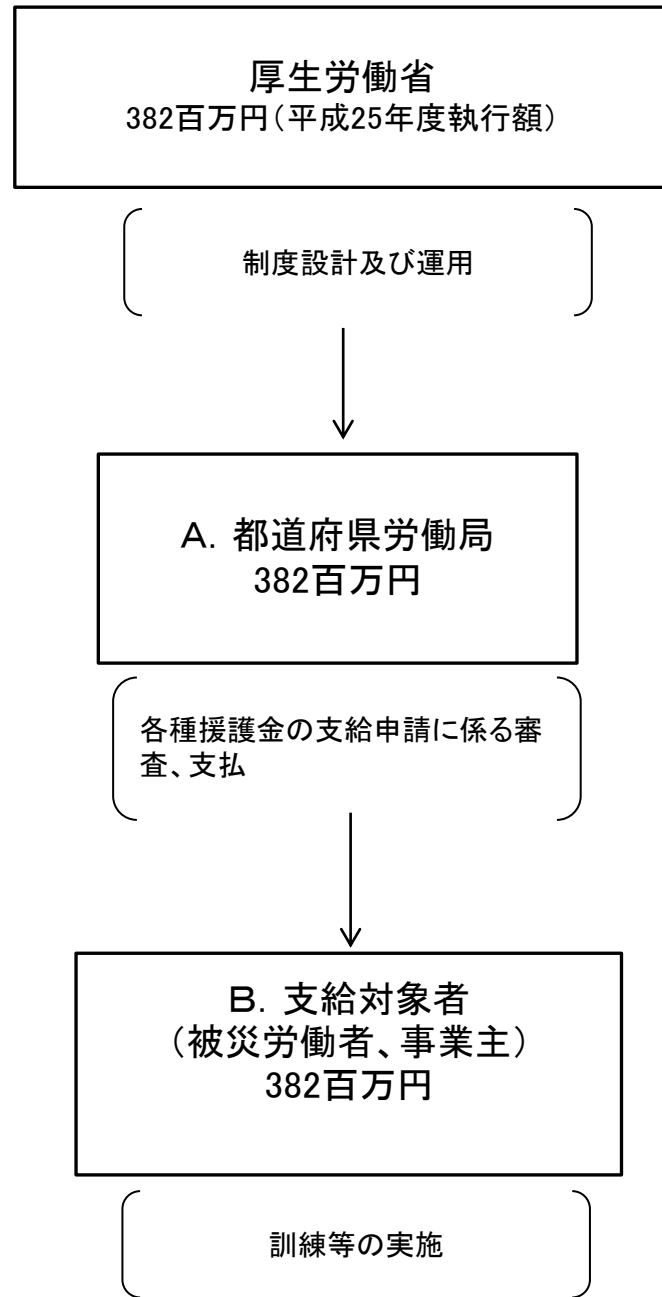 厚生労働省
382百万円(平成25年度執行額)
制度設計及び運用
A. 都道府県労働局
382百万円
各種援護金の支給申請に係る審
査、支払
B. 支給対象者
(被災労働者、事業主)
382百万円
訓練等の実施